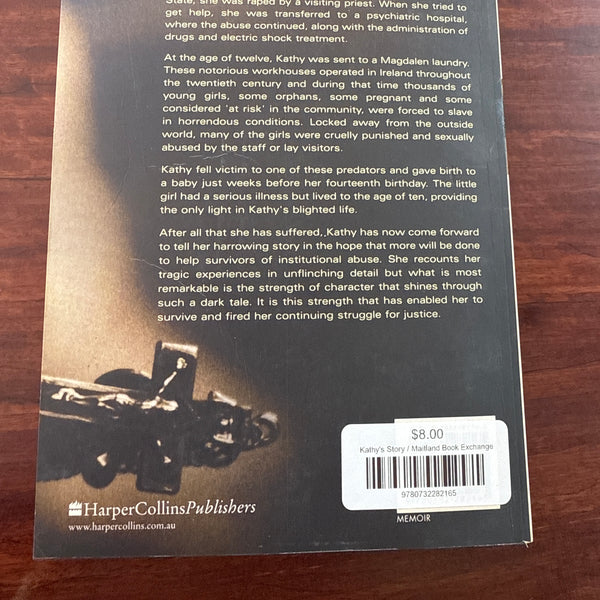 State, she was raped by a visiting priest. When she tried to
get help, she was transferred to a psychiatric hospital,
where the abuse continued, along with the administration of
drugs and electric shock treatment.
At the age of twelve, Kathy was sent to a Magdalen laundry.
These notorious workhouses operated in Ireland throughout
the twentieth century and during that time thousands of
young girls, some orphans, some pregnant and some
considered 'at risk' in the community, were forced to slave
in horrendous conditions. Locked away from the outside
world, many of the girls were cruelly punished and sexually
abused by the staff or lay visitors.
Kathy fell victim to one of these predators and gave birth to
a baby just weeks before her fourteenth birthday. The little
girl had a serious illness but lived to the age of ten, providing
the only light in Kathy's blighted life.
After all that she has suffered, Kathy has now come forward
to tell her harrowing story in the hope that more will be done
to help survivors of institutional abuse. She recounts her
tragic experiences in unflinching detail but what is most
remarkable is the strength of character that shines through
such a dark tale. It is this strength that has enabled her to
survive and fired her continuing struggle for justice.
$8.00
Kathy's Story / Maitland Book Exchange
9780732282165
MEMOIR
HarperCollinsPublishers
www.harpercollins.com.au